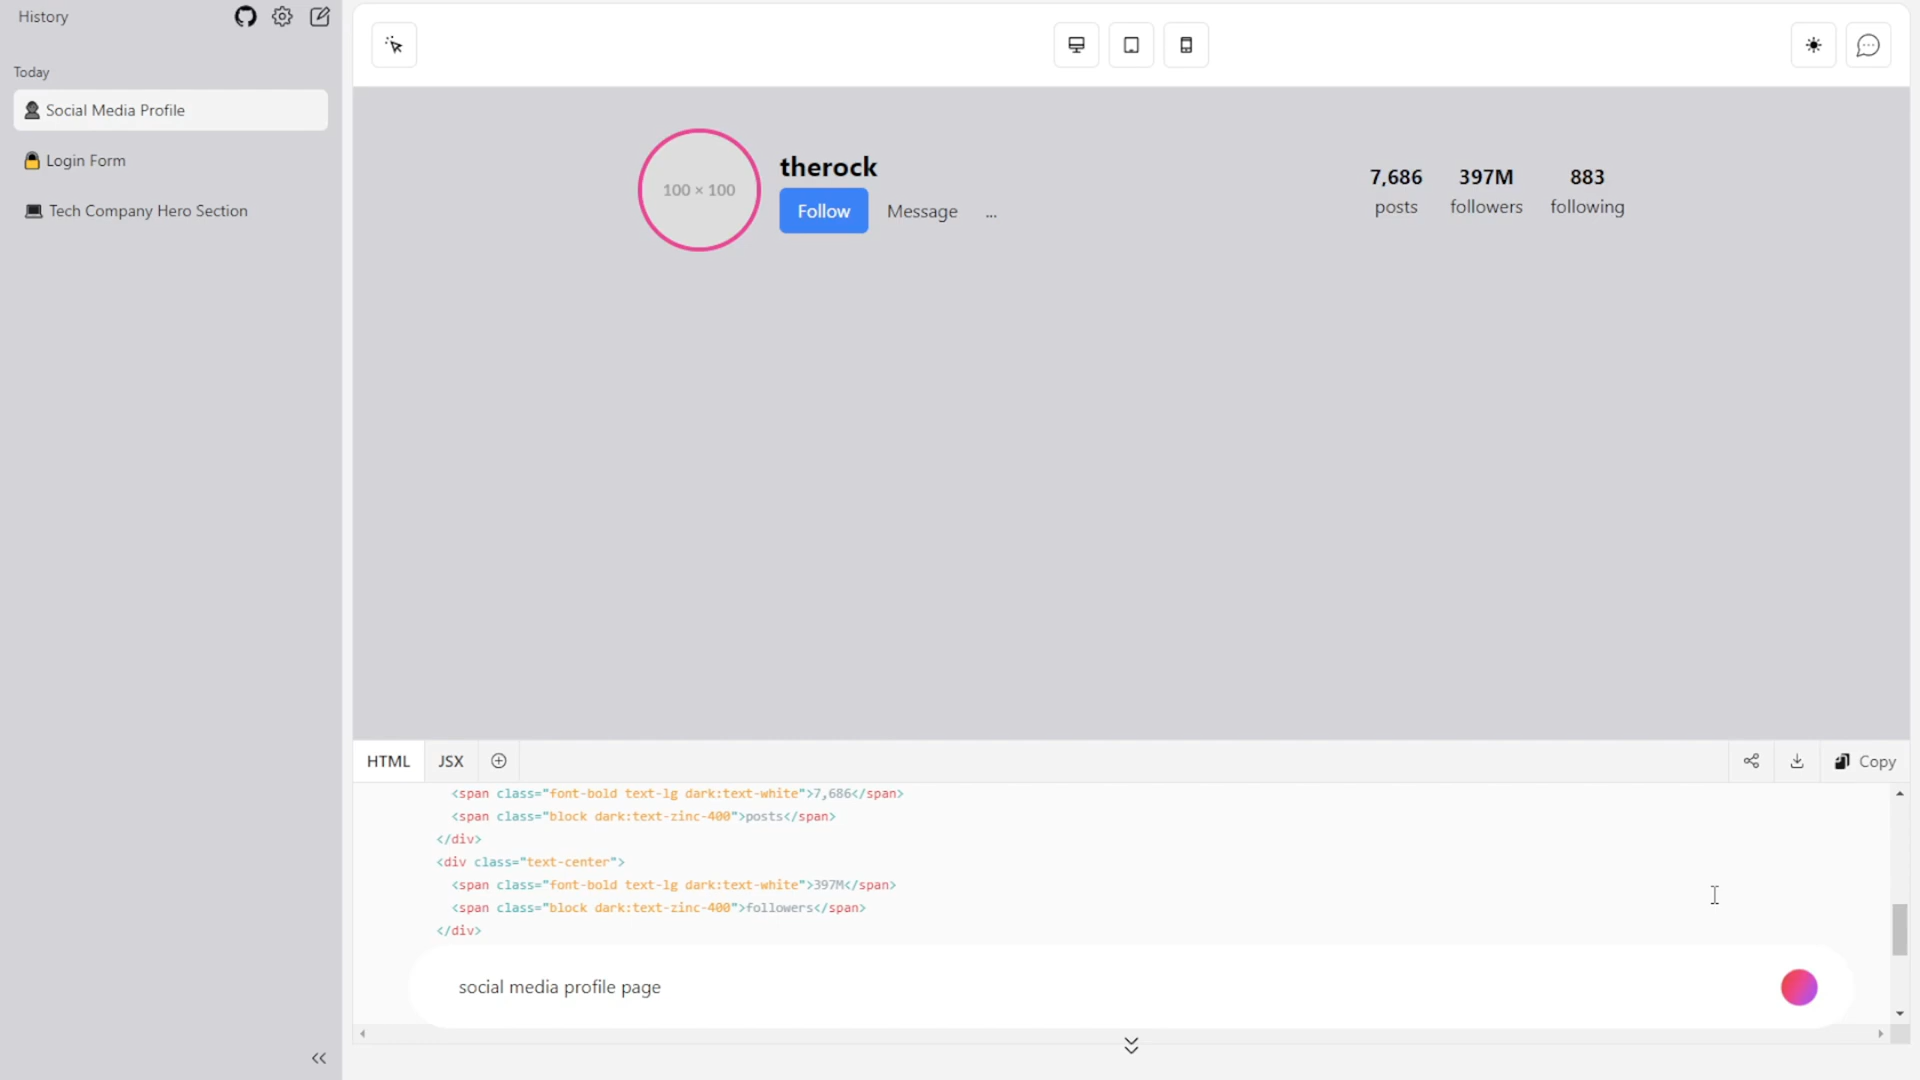 History
Today
Social Media Profile
Login Form
Tech Company Hero Section
100 × 100
therock
Follow Message ...
7,686 397M 883
posts followers following
HTML JSX Copy
<span class="font-bold text-lg dark:text-white">7,686</span>
<span class="block dark:text-zinc-400">posts</span>
</div>
<div class="text-center">
<span class="font-bold text-lg dark:text-white">397M</span>
<span class="block dark:text-zinc-400">followers</span>
</div>
social media profile page